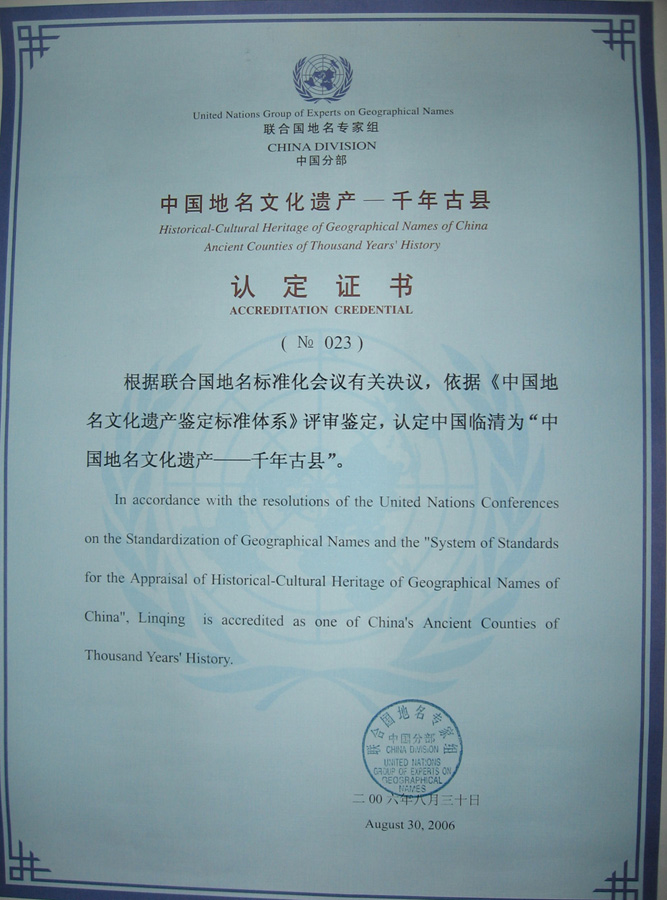 United Nations Group of Experts on Geographical Names
联合国地名专家组
CHINA DIVISION
中国分部
中国地名文化遗产—千年古县
Historical-Cultural Heritage of Geographical Names of China
Ancient Counties of Thousand Years' History
认定证书
ACCREDITATION CREDENTIAL
( № 023 )
根据联合国地名标准化会议有关决议，依据《中国地
名文化遗产鉴定标准体系》评审鉴定，认定中国临清为“中
国地名文化遗产——千年古县”。
In accordance with the resolutions of the United Nations Conferences
on the Standardization of Geographical Names and the "System of Standards
for the Appraisal of Historical-Cultural Heritage of Geographical Names of
China", Linqing is accredited as one of China's Ancient Counties of
Thousand Years' History.
联合国地名专家组
中国分部
CHINA DIVISION
UNITED NATIONS
GROUP OF EXPERTS ON
GEOGRAPHICAL
NAMES
二00六年八月三十日
August 30, 2006